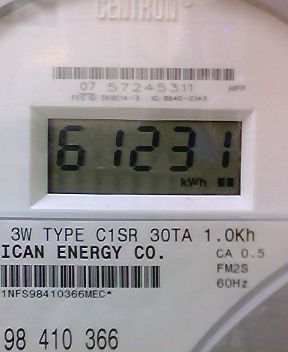 CENTRON®
07 57245311
61231
kWh
3W TYPE C1SR 30TA 1.0Kh
ICAN ENERGY CO.
CA 0.5
FM2S
60Hz
1NFS98410366MEC*
98 410 366